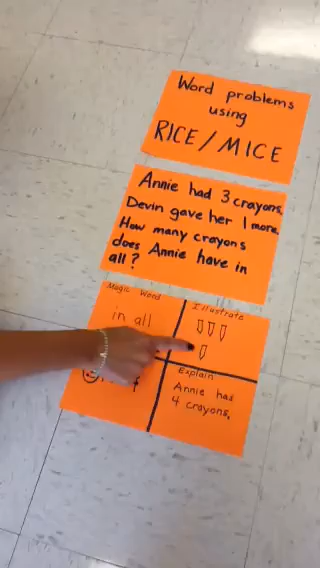 Word problems
using
RICE/MICE
Annie had 3 crayons.
Devin gave her 1 more.
How many crayons
does Annie have in
all?
Magic Word
in all
Illustrate
Explain
Annie had
4 crayons.